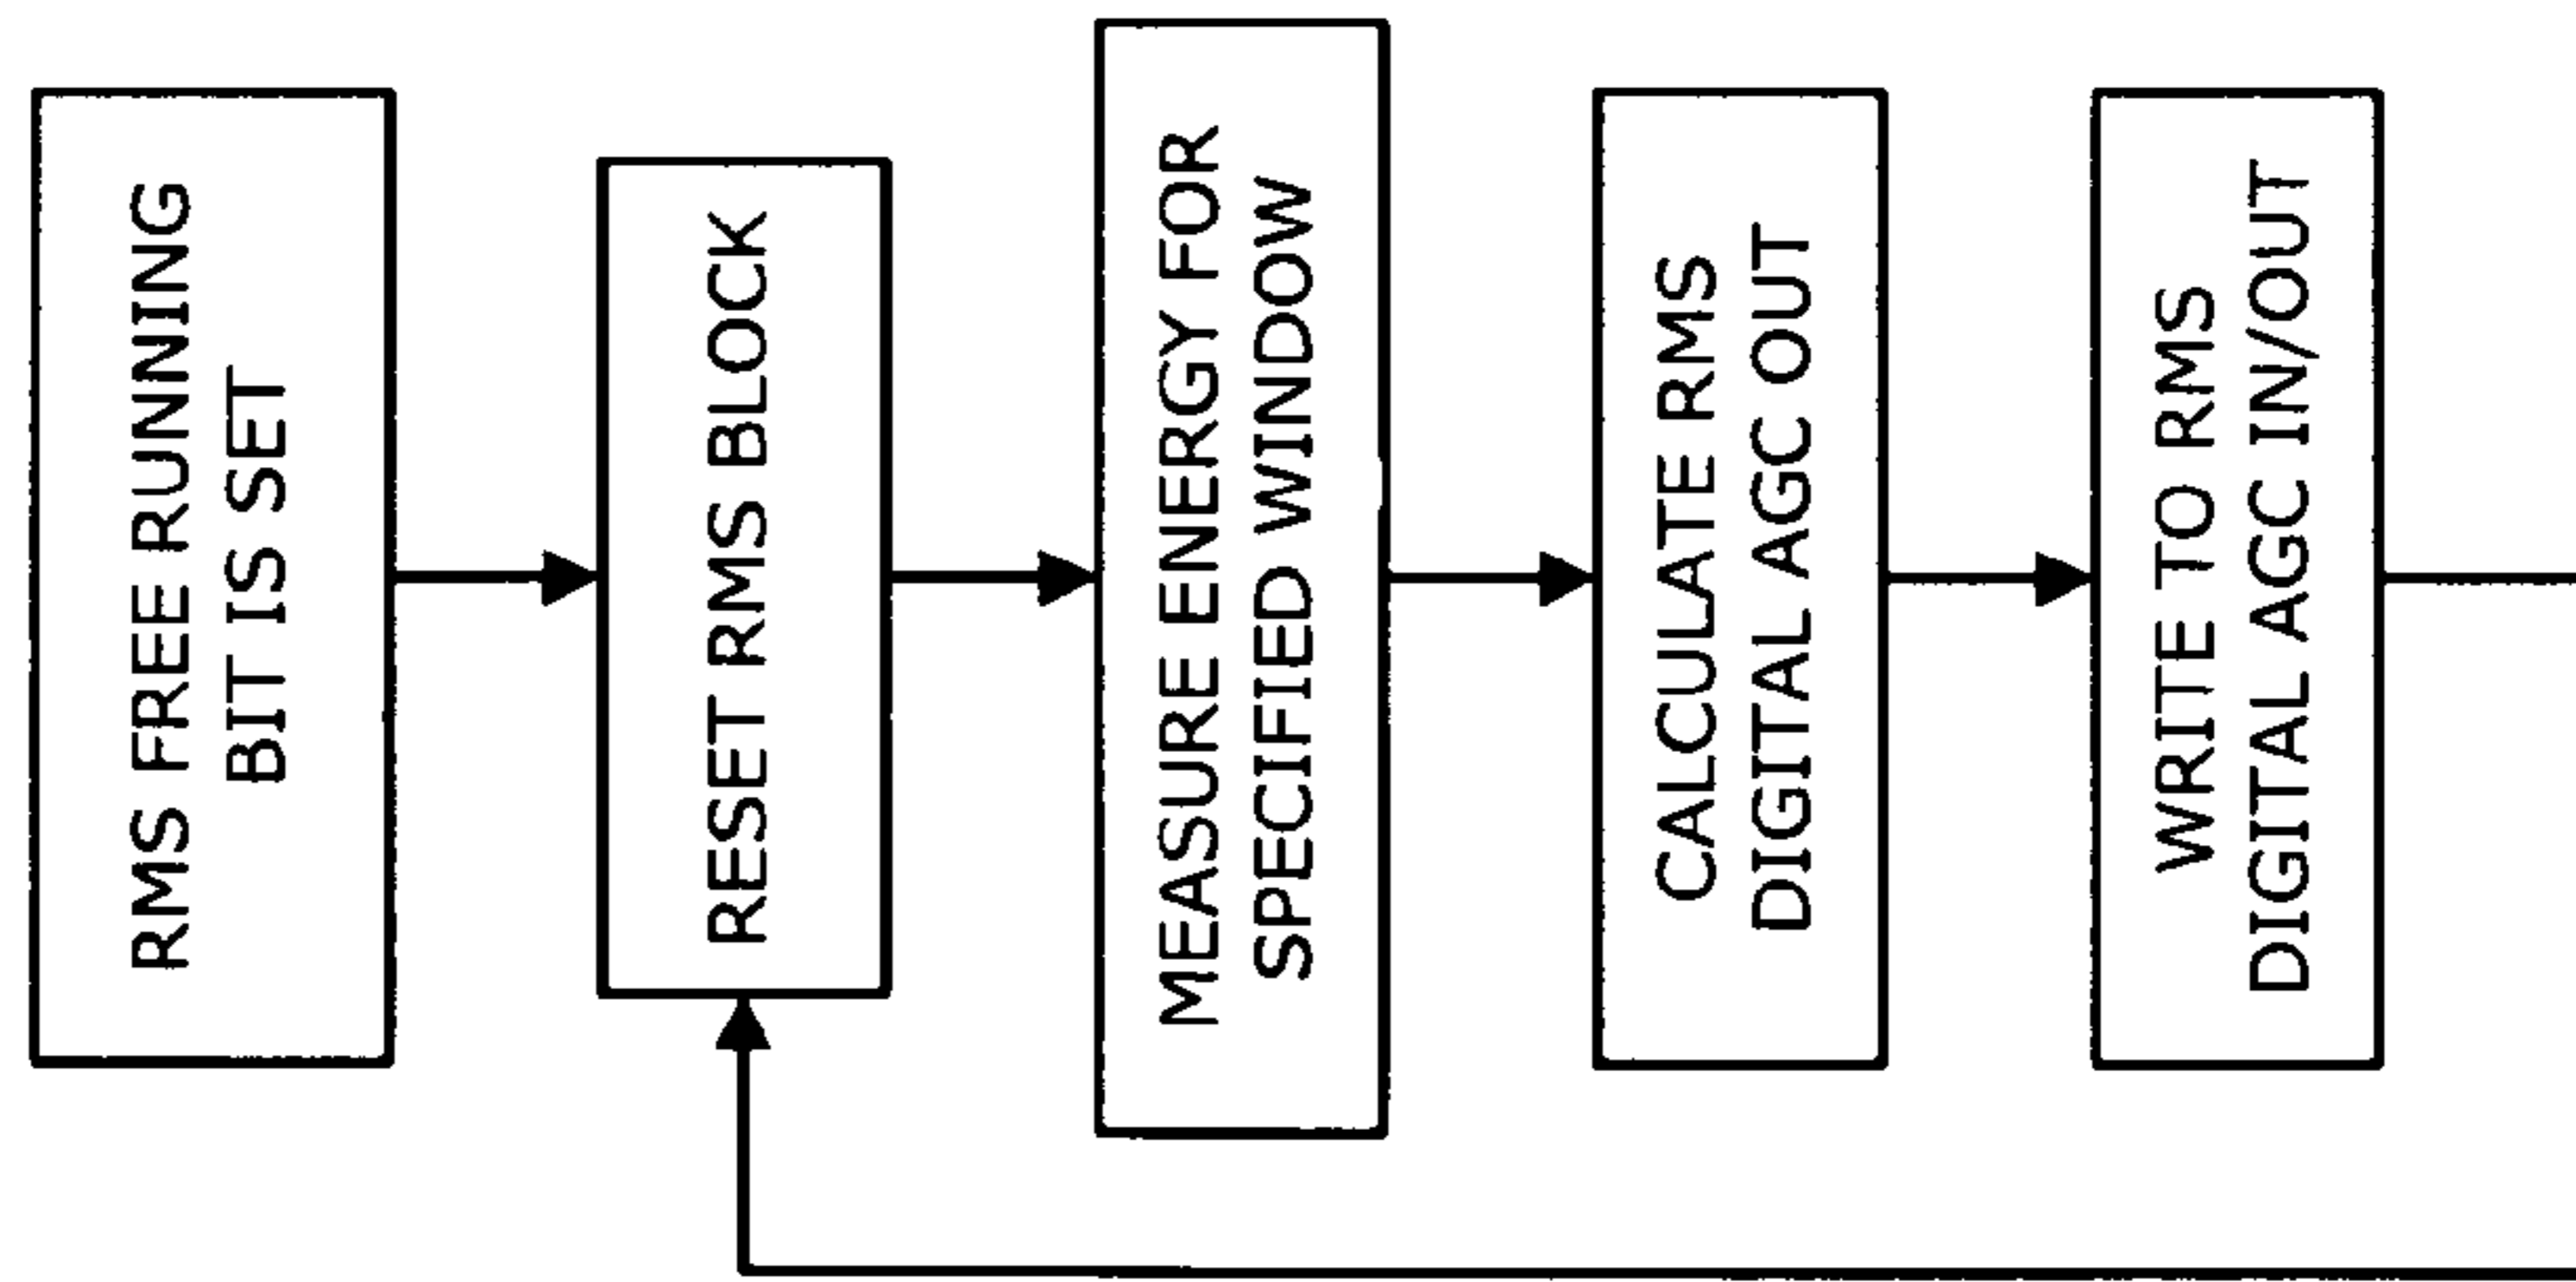 RMS FREE RUNNING
BIT IS SET
RESET RMS BLOCK
MEASURE ENERGY FOR
SPECIFIED WINDOW
CALCULATE RMS
DIGITAL AGC OUT
WRITE TO RMS
DIGITAL AGC IN/OUT